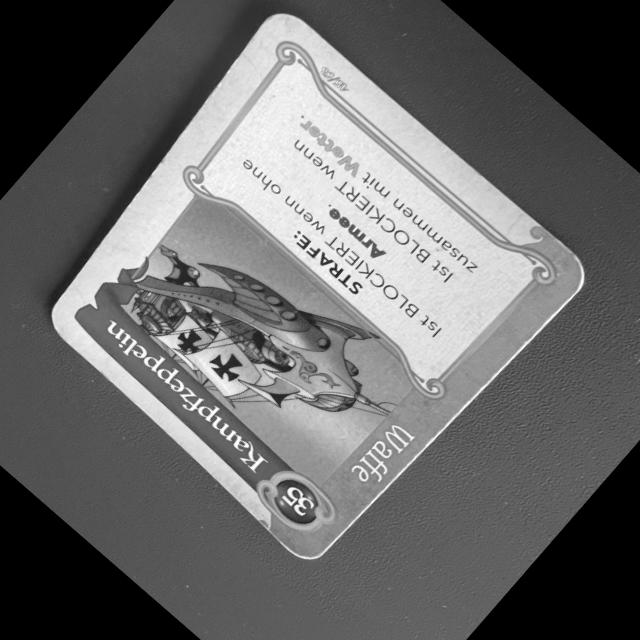 35
Kampfzeppelin
Waffe
STRAFE:
Ist BLOCKIERT wenn ohne
Armee.
Ist BLOCKIERT wenn
zusammen mit Wetter.